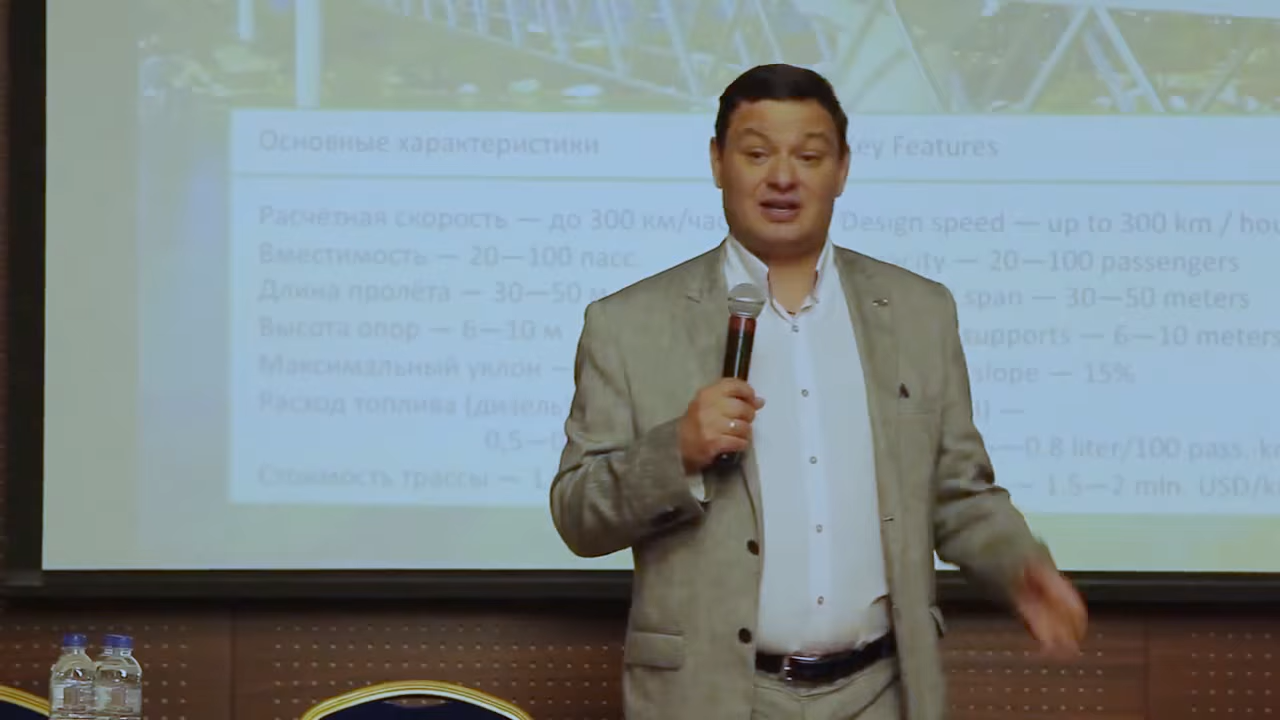 Основные характеристики
Key Features
Расчётная скорость — до 300 км/час
Design speed — up to 300 km / hou
Вместимость — 20—100 пасс.
— 20—100 passengers
Длина пролёта — 30—50 м
span — 30—50 meters
Высота опор — 6—10 м
supports — 6—10 meters
Максимальный уклон —
slope — 15%
Расход топлива (дизель)
0,5—
—0.8 liter/100 pass. k
Стоимость трассы — 1
— 1.5—2 mln. USD/k